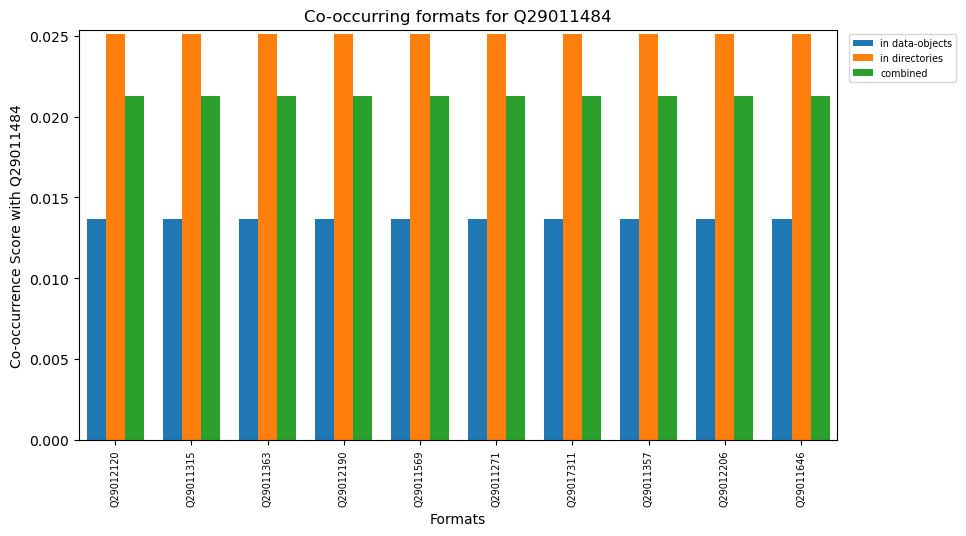 Co-occurring formats for Q29011484
in data-objects
in directories
combined
Co-occurrence Score with Q29011484
0.025
0.020
0.015
0.010
0.005
0.000
Q29012120
Q29011315
Q29011363
Q29012190
Q29011569
Q29011271
Q29017311
Q29011357
Q29012206
Q29011646
Formats